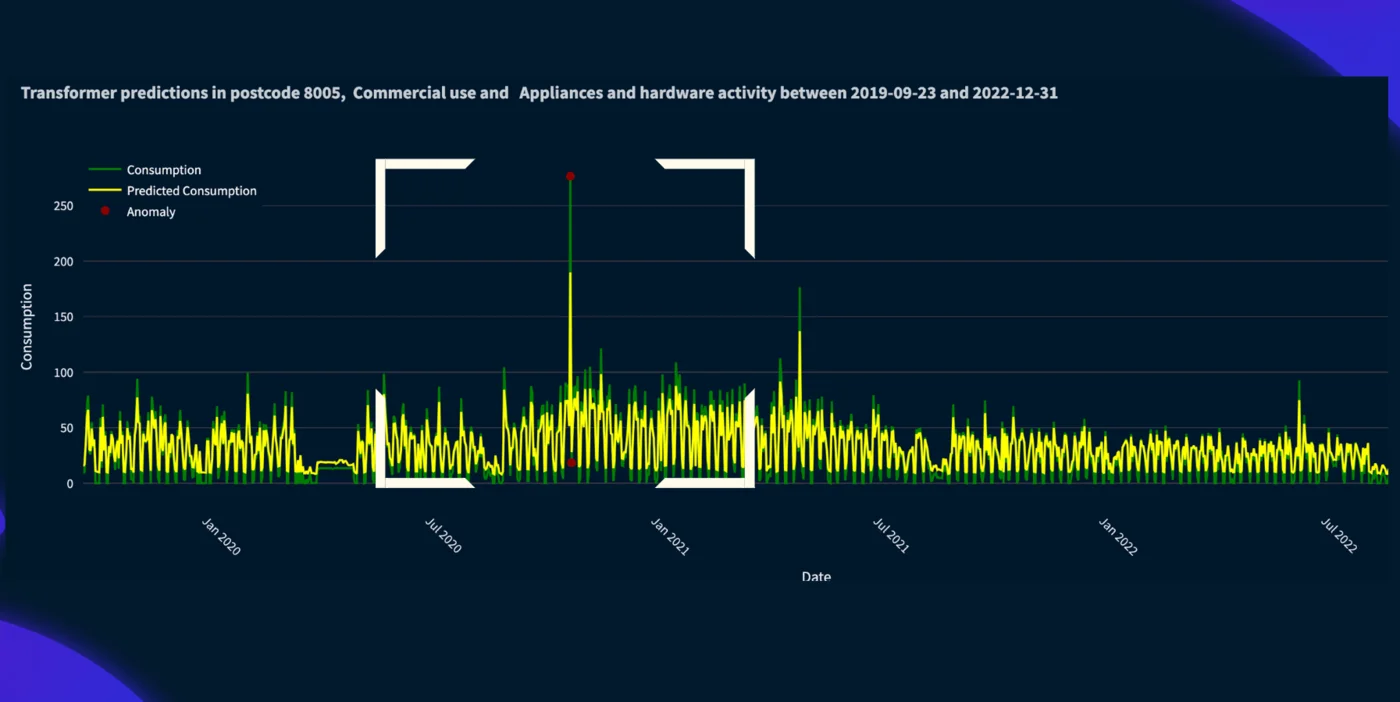 Transformer predictions in postcode 8005,  Commercial use and   Appliances and hardware activity between 2019-09-23 and 2022-12-31
Consumption
Predicted Consumption
Anomaly
250
200
150
100
50
0
Consumption
Jan 2020
Jul 2020
Jan 2021
Jul 2021
Jan 2022
Jul 2022
Date